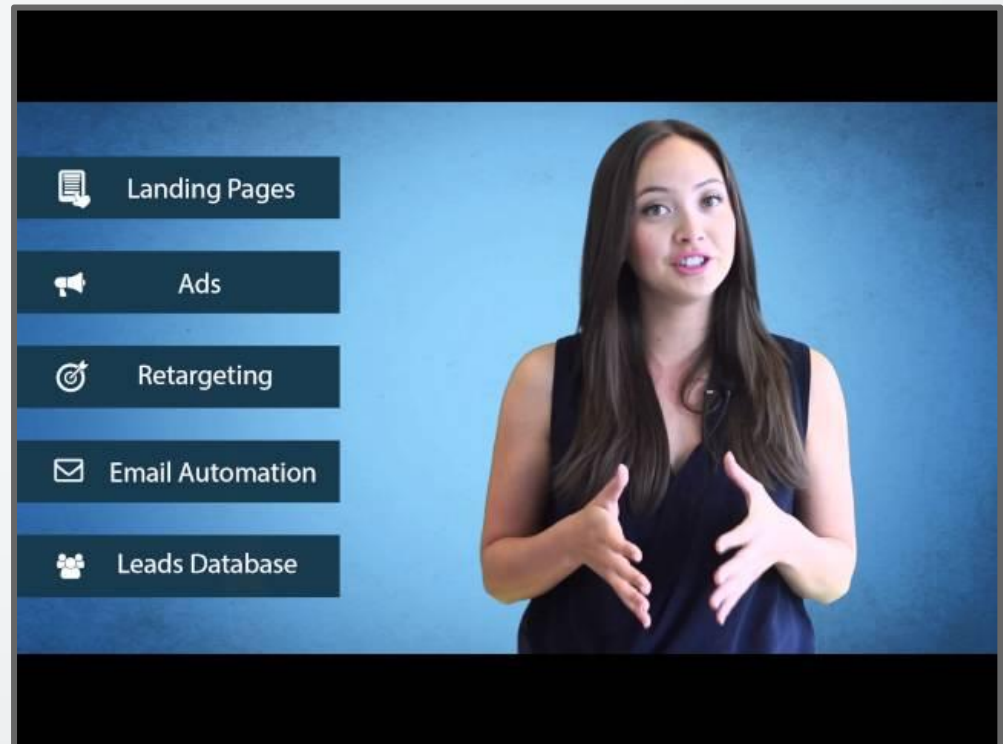 Landing Pages
Ads
Retargeting
Email Automation
Leads Database